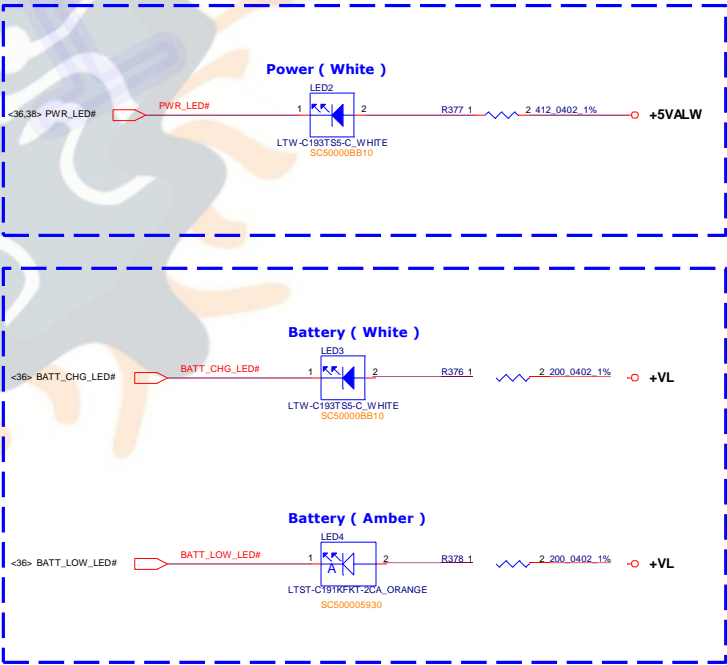 Power ( White )
LED2
<36,38> PWR_LED#
PWR_LED#
1
2
R377 1
2 412_0402_1%
+5VALW
LTW-C193TS5-C_WHITE
SC50000BB10
Battery ( White )
LED3
<36> BATT_CHG_LED#
BATT_CHG_LED#
1
2
R376 1
2 200_0402_1%
+VL
LTW-C193TS5-C_WHITE
SC50000BB10
Battery ( Amber )
LED4
<36> BATT_LOW_LED#
BATT_LOW_LED#
1
A
2
R378 1
2 200_0402_1%
+VL
LTST-C191KFKT-2CA_ORANGE
SC500005930